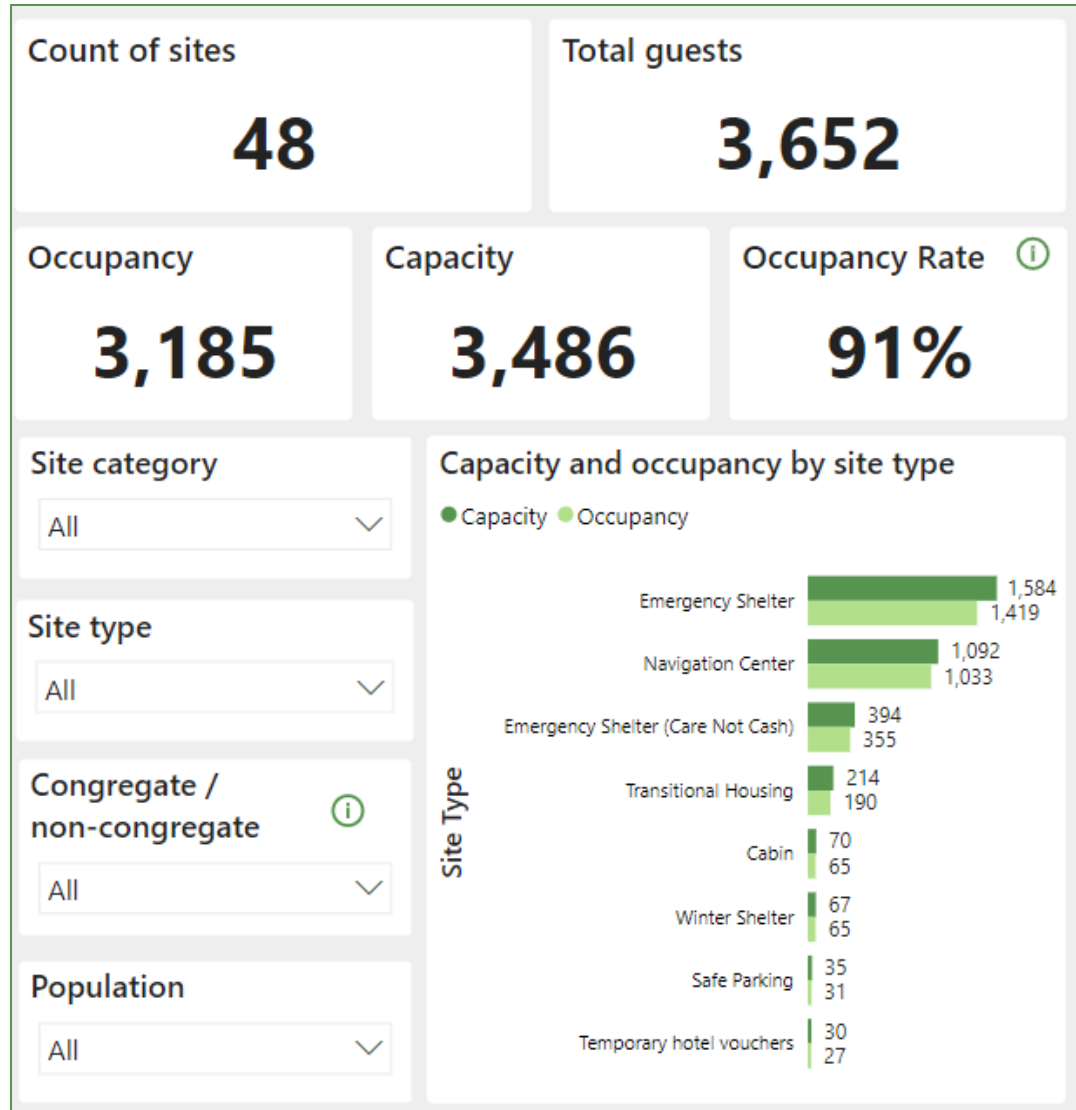 Count of sites
48
Total guests
3,652
Occupancy
3,185
Capacity
3,486
Occupancy Rate
91%
Site category
All
Site type
All
Congregate /
non-congregate
All
Population
All
Capacity and occupancy by site type
Capacity Occupancy
Site Type
Emergency Shelter
1,584
1,419
Navigation Center
1,092
1,033
Emergency Shelter (Care Not Cash)
394
355
Transitional Housing
214
190
Cabin
70
65
Winter Shelter
67
65
Safe Parking
35
31
Temporary hotel vouchers
30
27